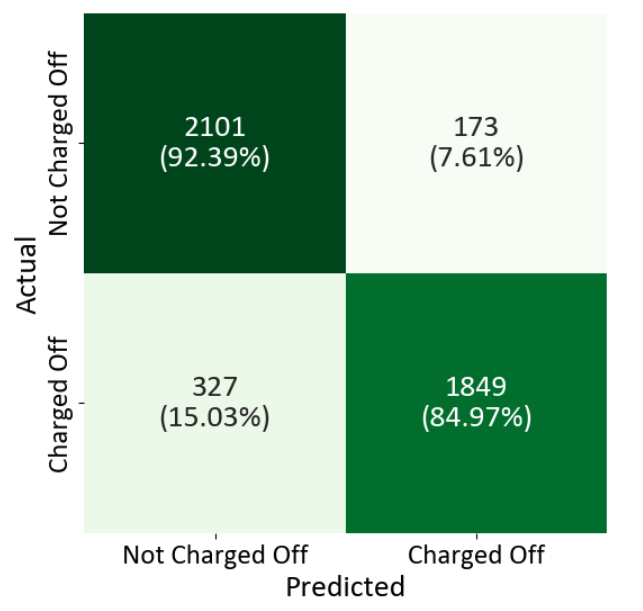 Actual
Not Charged Off
2101
(92.39%)
173
(7.61%)
Charged Off
327
(15.03%)
1849
(84.97%)
Not Charged Off
Charged Off
Predicted